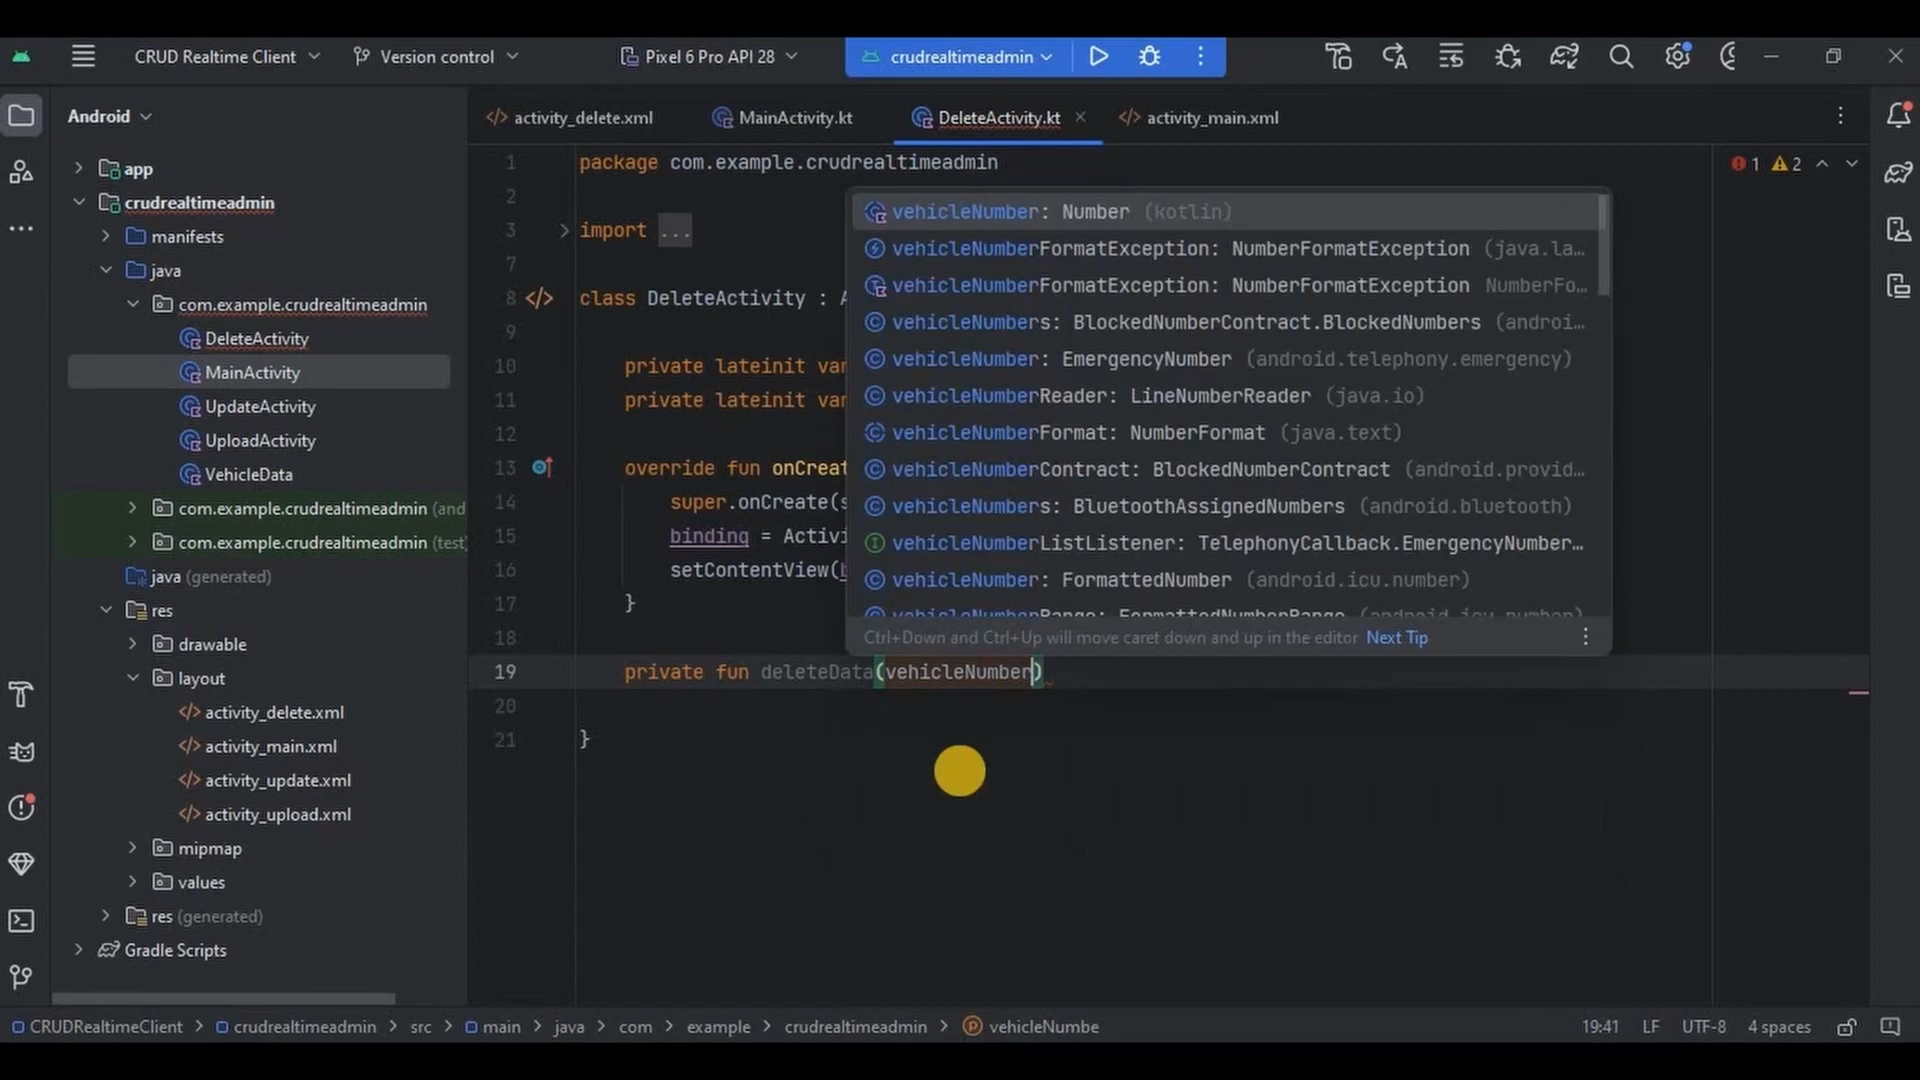 CRUD Realtime Client
Version control
Pixel 6 Pro API 28
crudrealtimeadmin
Android
activity_delete.xml
MainActivity.kt
DeleteActivity.kt
activity_main.xml
app
crudrealtimeadmin
manifests
java
com.example.crudrealtimeadmin
DeleteActivity
MainActivity
UpdateActivity
UploadActivity
VehicleData
com.example.crudrealtimeadmin (and
com.example.crudrealtimeadmin (test)
java (generated)
res
drawable
layout
activity_delete.xml
activity_main.xml
activity_update.xml
activity_upload.xml
mipmap
values
res (generated)
Gradle Scripts
1 package com.example.crudrealtimeadmin
1 2
2
3 import ...
7
8 class DeleteActivity : A
9
10 private lateinit var
11 private lateinit var
12
13 override fun onCreat
14 super.onCreate(s
15 binding = Activi
16 setContentView(b
17 }
18
19 private fun deleteData(vehicleNumber)
20
21 }
vehicleNumber: Number (kotlin)
vehicleNumberFormatException: NumberFormatException (java.la...
vehicleNumberFormatException: NumberFormatException NumberFo...
vehicleNumbers: BlockedNumberContract.BlockedNumbers (androi...
vehicleNumber: EmergencyNumber (android.telephony.emergency)
vehicleNumberReader: LineNumberReader (java.io)
vehicleNumberFormat: NumberFormat (java.text)
vehicleNumberContract: BlockedNumberContract (android.provid...
vehicleNumbers: BluetoothAssignedNumbers (android.bluetooth)
vehicleNumberListListener: TelephonyCallback.EmergencyNumber...
vehicleNumber: FormattedNumber (android.icu.number)
vehicleNumberRange: FormattedNumberRange (android.icu.number)
Ctrl+Down and Ctrl+Up will move caret down and up in the editor Next Tip
CRUDRealtimeClient > crudrealtimeadmin > src > main > java > com > example > crudrealtimeadmin > vehicleNumbe
19:41 LF UTF-8 4 spaces